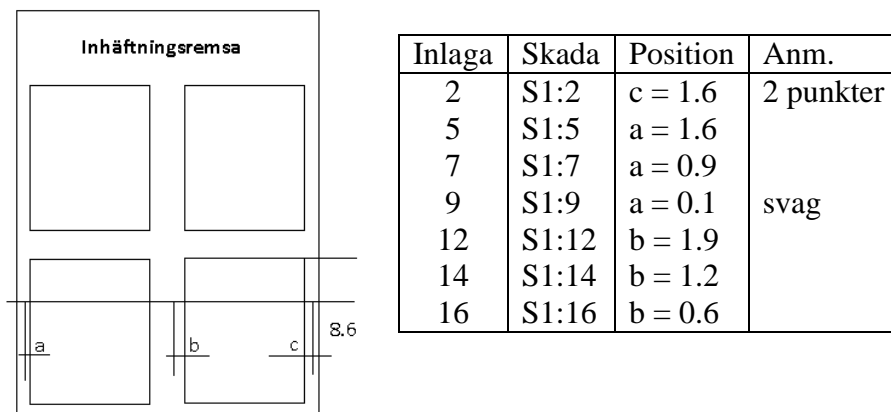 Inhäftningsremsa
a
b
c
8.6
Inlaga Skada Position Anm.
2 S1:2 c = 1.6 2 punkter
5 S1:5 a = 1.6
7 S1:7 a = 0.9
9 S1:9 a = 0.1 svag
12 S1:12 b = 1.9
14 S1:14 b = 1.2
16 S1:16 b = 0.6